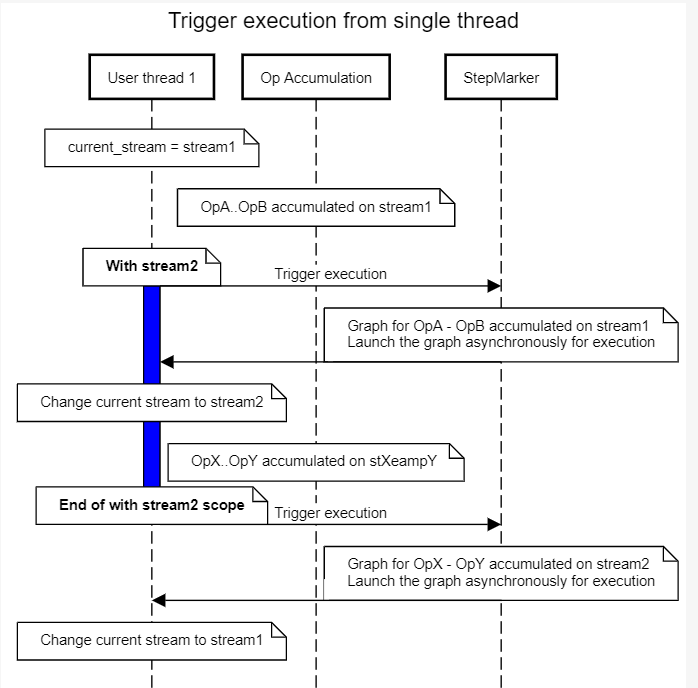 Trigger execution from single thread
User thread 1
Op Accumulation
StepMarker
current_stream = stream1
OpA..OpB accumulated on stream1
With stream2
Trigger execution
Graph for OpA - OpB accumulated on stream1
Launch the graph asynchronously for execution
Change current stream to stream2
OpX..OpY accumulated on stXeampY
End of with stream2 scope
Trigger execution
Graph for OpX - OpY accumulated on stream2
Launch the graph asynchronously for execution
Change current stream to stream1